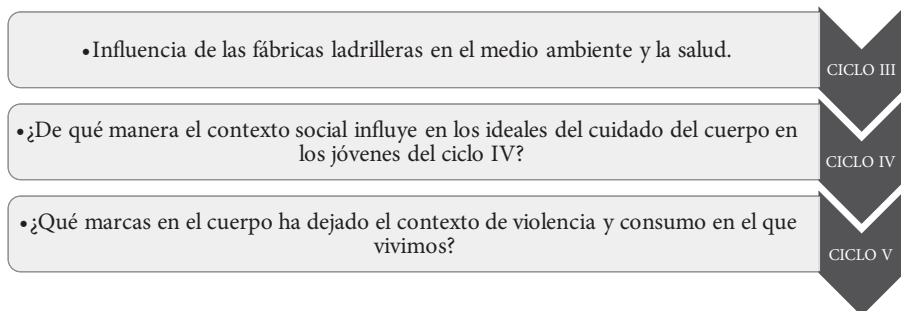 •Influencia de las fábricas ladrilleras en el medio ambiente y la salud.
CICLO III
•¿De qué manera el contexto social influye en los ideales del cuidado del cuerpo en
los jóvenes del ciclo IV?
CICLO IV
•¿Qué marcas en el cuerpo ha dejado el contexto de violencia y consumo en el que
vivimos?
CICLO V